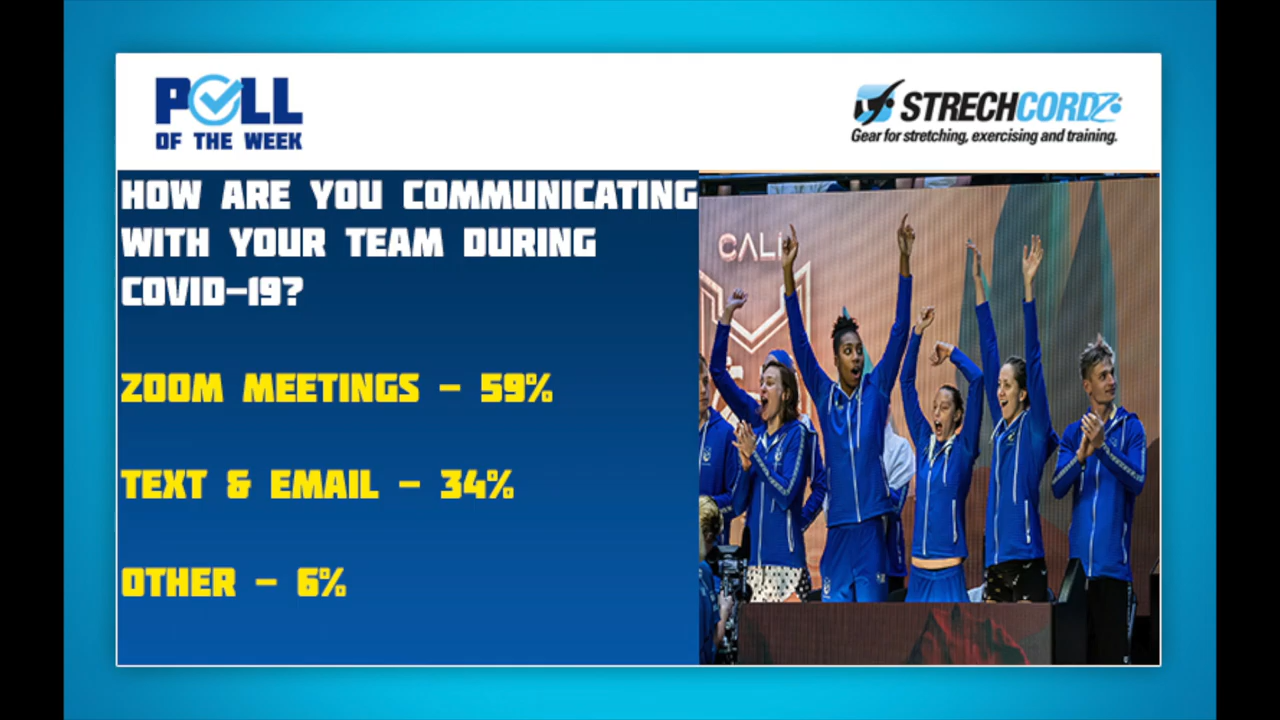 POLL
OF THE WEEK
STRECHCORDZ
Gear for stretching, exercising and training.
HOW ARE YOU COMMUNICATING
WITH YOUR TEAM DURING
COVID-19?
ZOOM MEETINGS - 59%
TEXT & EMAIL - 34%
OTHER - 6%
CALI